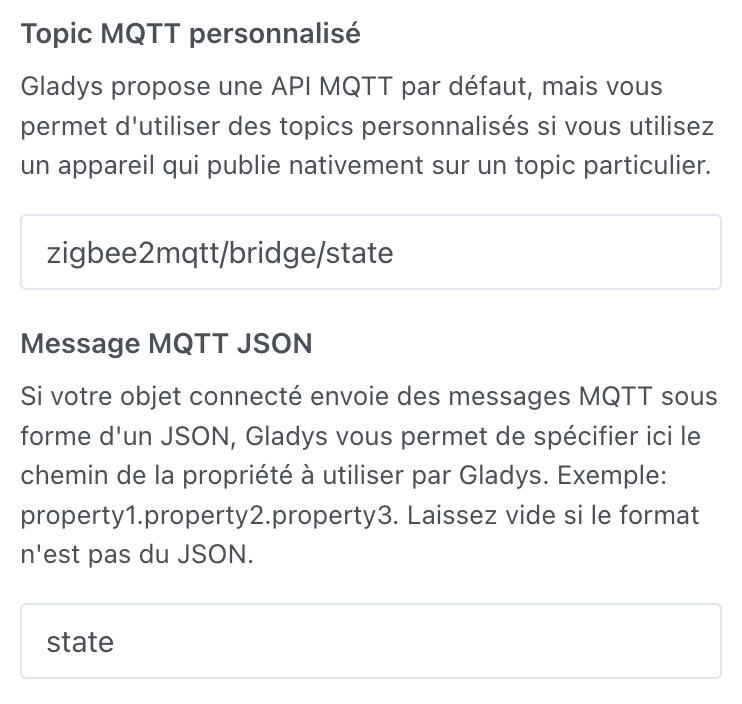 Topic MQTT personnalisé
Gladys propose une API MQTT par défaut, mais vous
permet d'utiliser des topics personnalisés si vous utilisez
un appareil qui publie nativement sur un topic particulier.
zigbee2mqtt/bridge/state
Message MQTT JSON
Si votre objet connecté envoie des messages MQTT sous
forme d'un JSON, Gladys vous permet de spécifier ici le
chemin de la propriété à utiliser par Gladys. Exemple:
property1.property2.property3. Laissez vide si le format
n'est pas du JSON.
state